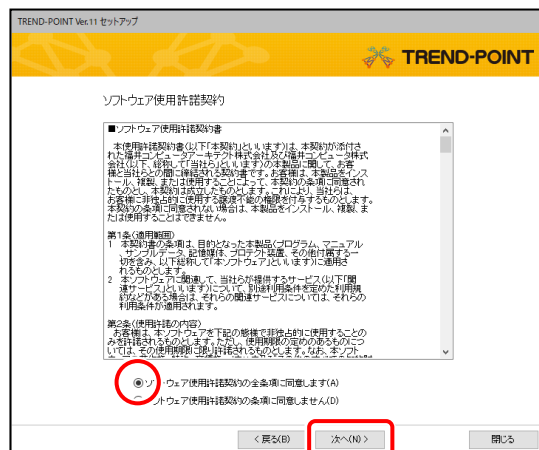 TREND-POINT Ver.11 セットアップ
TREND-POINT
ソフトウェア使用許諾契約
■ソフトウェア使用許諾契約書
本使用許諾契約書(以下「本契約」といいます)は、本契約が添付さ
れた福井コンピュータアーキテクト株式会社及び福井コンピュータ株式
会社(以下、総称して「当社ら」といいます)の本製品に関して、お客
様と当社らとの間に締結される契約書です。お客様は、本製品をインス
トール、複製、または使用することによって、本契約の条項に同意され
たものとし、本契約は成立したものとします。これにより、当社らは、
お客様に非独占的に使用する譲渡不能の権限を付与するものとします。
本契約の条項に同意されない場合は、本製品をインストール、複製、ま
たは使用することはできません。
第1条(適用範囲)
1 本契約書の条項は、目的となった本製品(プログラム、マニュアル
、サンプルデータ、記憶媒体、プロテクト装置、その他付属する一
切を含み、以下総称して「本ソフトウェア」といいます)に適用さ
れるものとします。
2 本ソフトウェアに関連して、当社らが提供するサービス(以下「関
連サービス」といいます)について、別途利用条件を定めた利用規
約などがある場合は、それらの関連サービスについては、それらの
利用条件が適用されます。
第2条(使用許諾の内容)
お客様は、本ソフトウェアを下記の態様で非独占的に使用することの
みを許諾されるものとします。ただし、使用期限の定めのあるものにつ
いては、その使用期限に限り許諾されるものとします。なお、本ソフト
ソフトウェア使用許諾契約の全条項に同意します(A)
フトウェア使用許諾契約の条項に同意しません(D)
< 戻る(B)
次へ(N) >
閉じる